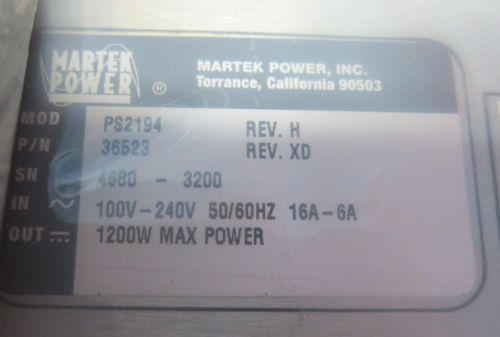 MARTEK
POWER ®
MARTEK POWER, INC.
Torrance, California 90503
MOD PS2194 REV. H
P/N 36523 REV. XD
SN 4680 - 3200
IN ~ 100V-240V 50/60HZ 16A-6A
OUT ⎓ 1200W MAX POWER